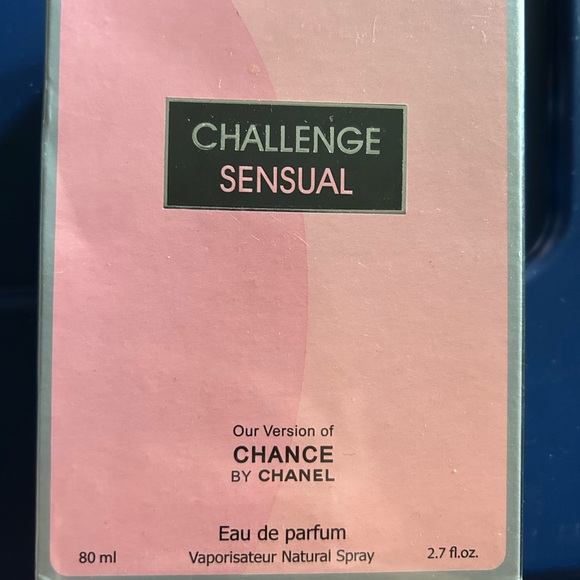 CHALLENGE
SENSUAL
Our Version of
CHANCE
BY CHANEL
Eau de parfum
80 ml Vaporisateur Natural Spray 2.7 fl.oz.